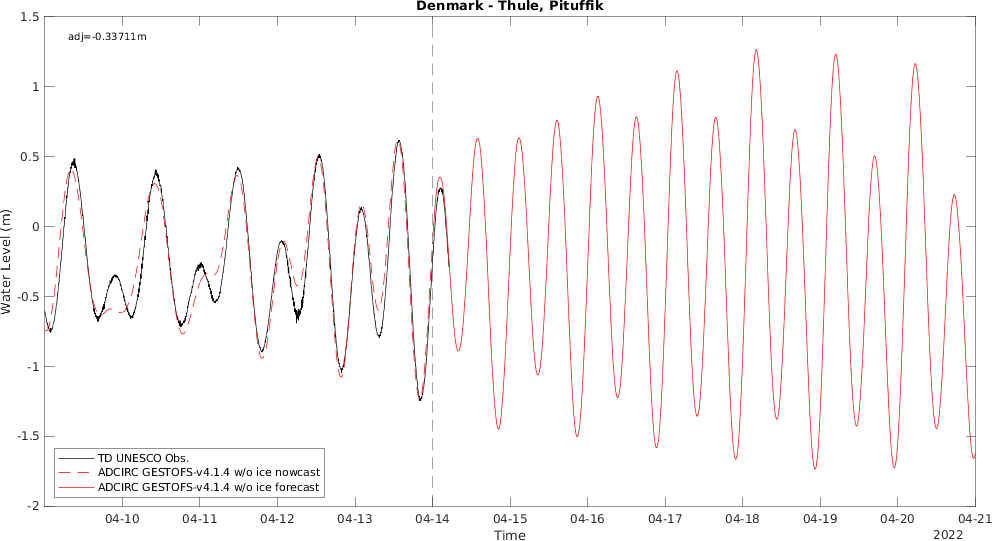 Denmark - Thule, Pituffik
adj=-0.33711m
1.5
1
0.5
0
-0.5
-1
-1.5
-2
Water Level (m)
TD UNESCO Obs.
ADCIRC GESTOFS-v4.1.4 w/o ice nowcast
ADCIRC GESTOFS-v4.1.4 w/o ice forecast
04-10 04-11 04-12 04-13 04-14 04-15 04-16 04-17 04-18 04-19 04-20 04-21
Time
2022